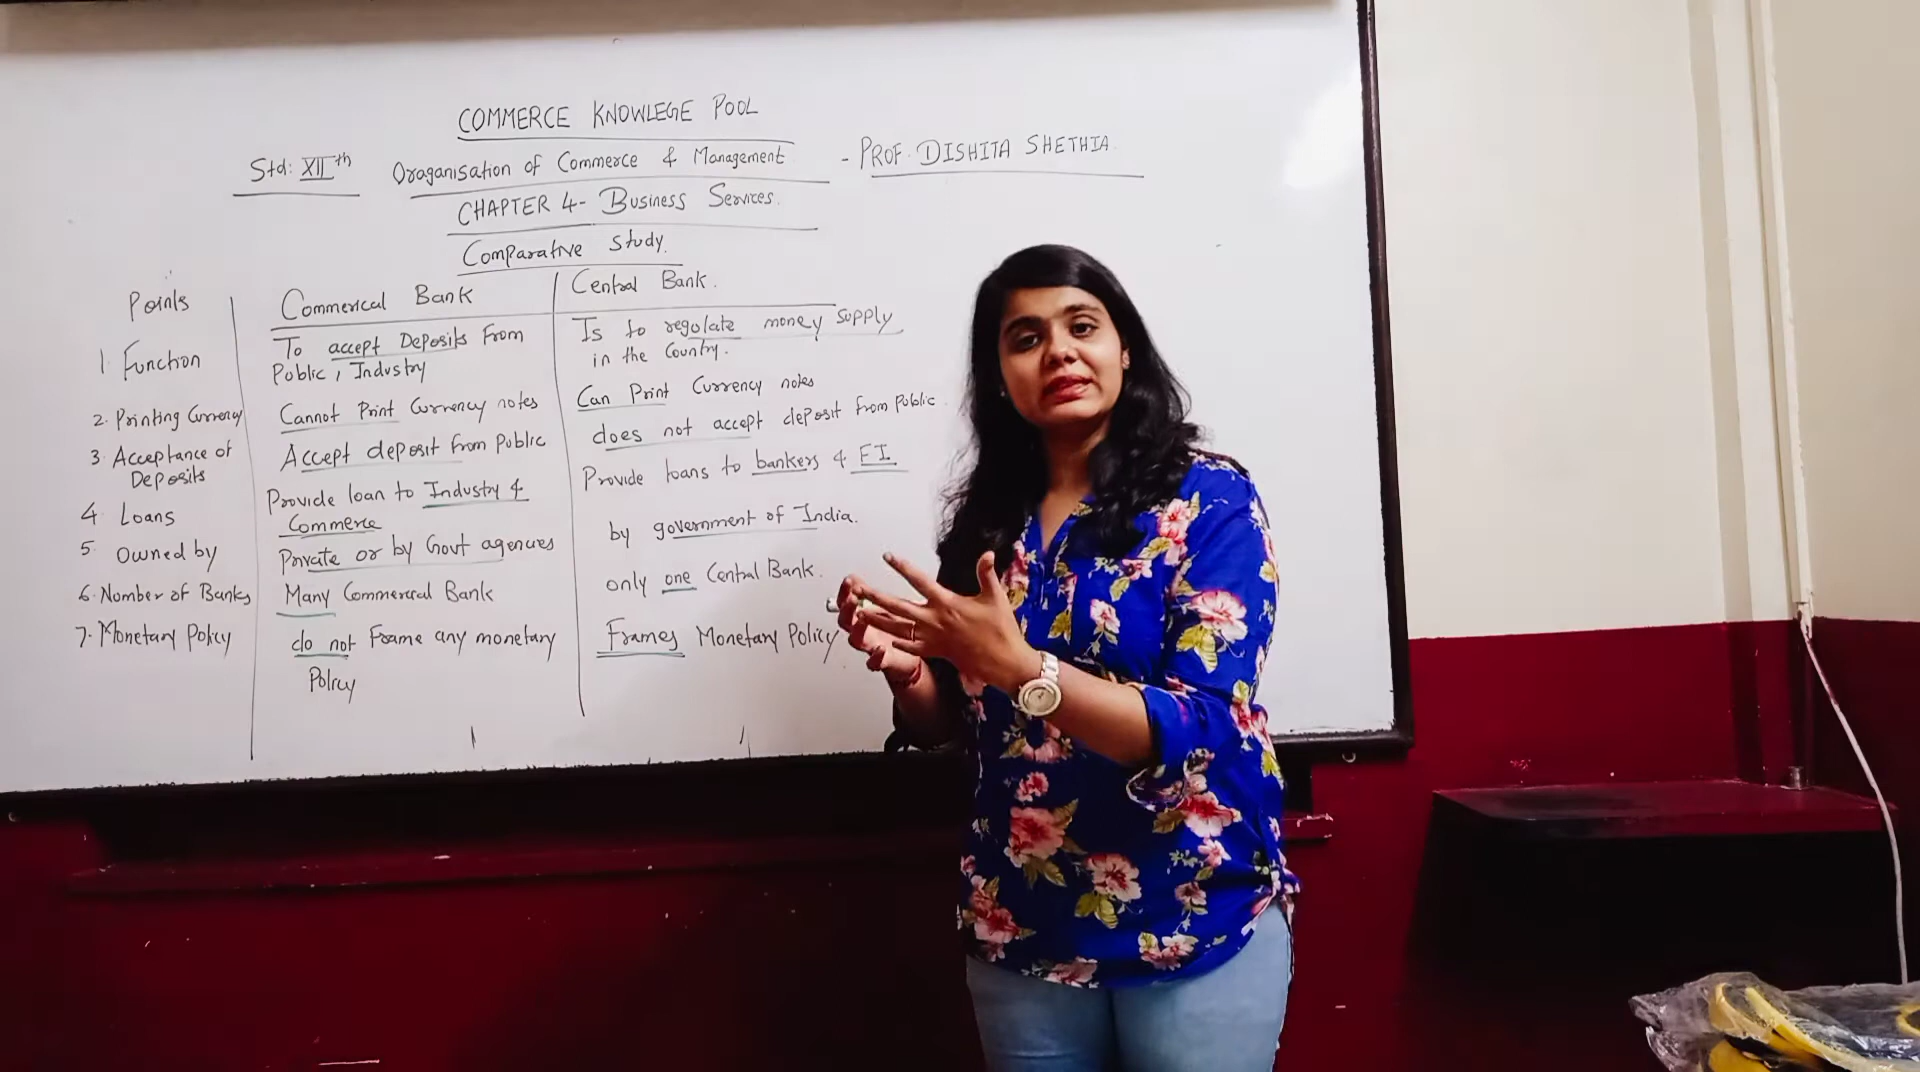 COMMERCE KNOWLEGE POOL
Std: XIIth Oraganisation of Commerce & Management - PROF. DISHITA SHETHIA
CHAPTER 4- Business Services.
Comparative study.
Points Commerical Bank Central Bank.
1. Function To accept Deposits from Public, Industry Is to regulate money supply in the Country.
2. Printing Currency Cannot Print Currency notes Can Print Currency notes
3. Acceptance of Deposits Accept deposit from Public does not accept deposit from Public.
4 Loans Provide loan to Industry & Commerce Provide loans to bankers & FI.
5. Owned by Private or by Govt agencies by government of India.
6. Number of Banks Many Commercial Bank only one Central Bank.
7. Monetary Policy do not Frame any monetary Policy Frames Monetary Policy